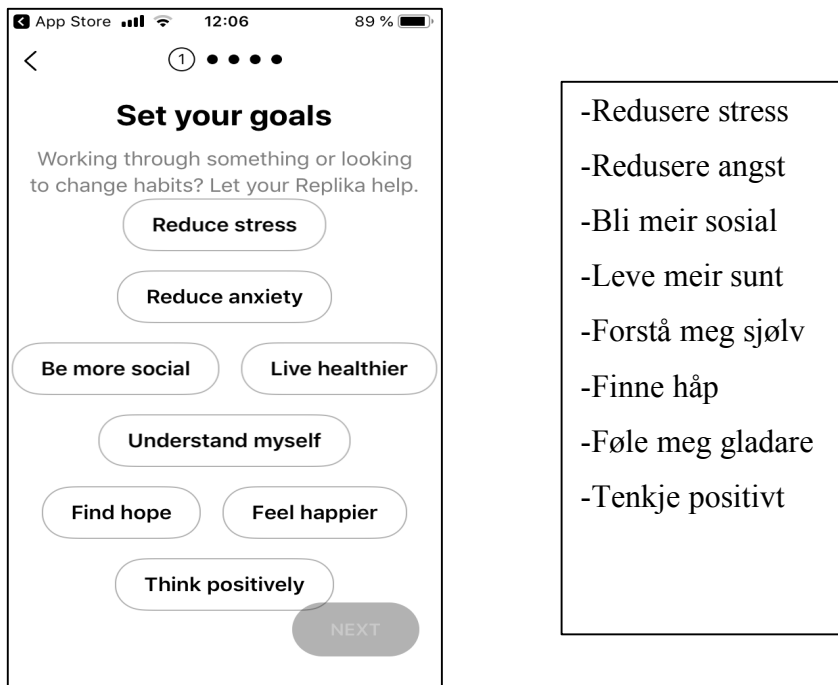 App Store 12:06 89 %
1
Set your goals
Working through something or looking
to change habits? Let your Replika help.
Reduce stress
Reduce anxiety
Be more social Live healthier
Understand myself
Find hope Feel happier
Think positively
NEXT
-Redusere stress
-Redusere angst
-Bli meir sosial
-Leve meir sunt
-Forstå meg sjølv
-Finne håp
-Føle meg gladare
-Tenkje positivt